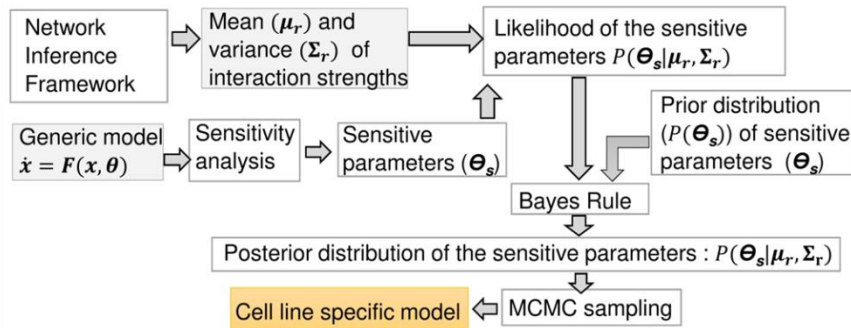 Network
Inference
Framework
Mean (μᵣ) and
variance (Σᵣ) of
interaction strengths
Likelihood of the sensitive
parameters P(Θₛ|μᵣ, Σᵣ)
Generic model
ẋ = F(x, θ)
Sensitivity
analysis
Sensitive
parameters (Θₛ)
Prior distribution
(P(Θₛ)) of sensitive
parameters (Θₛ)
Bayes Rule
Posterior distribution of the sensitive parameters : P(Θₛ|μᵣ, Σᵣ)
Cell line specific model
MCMC sampling